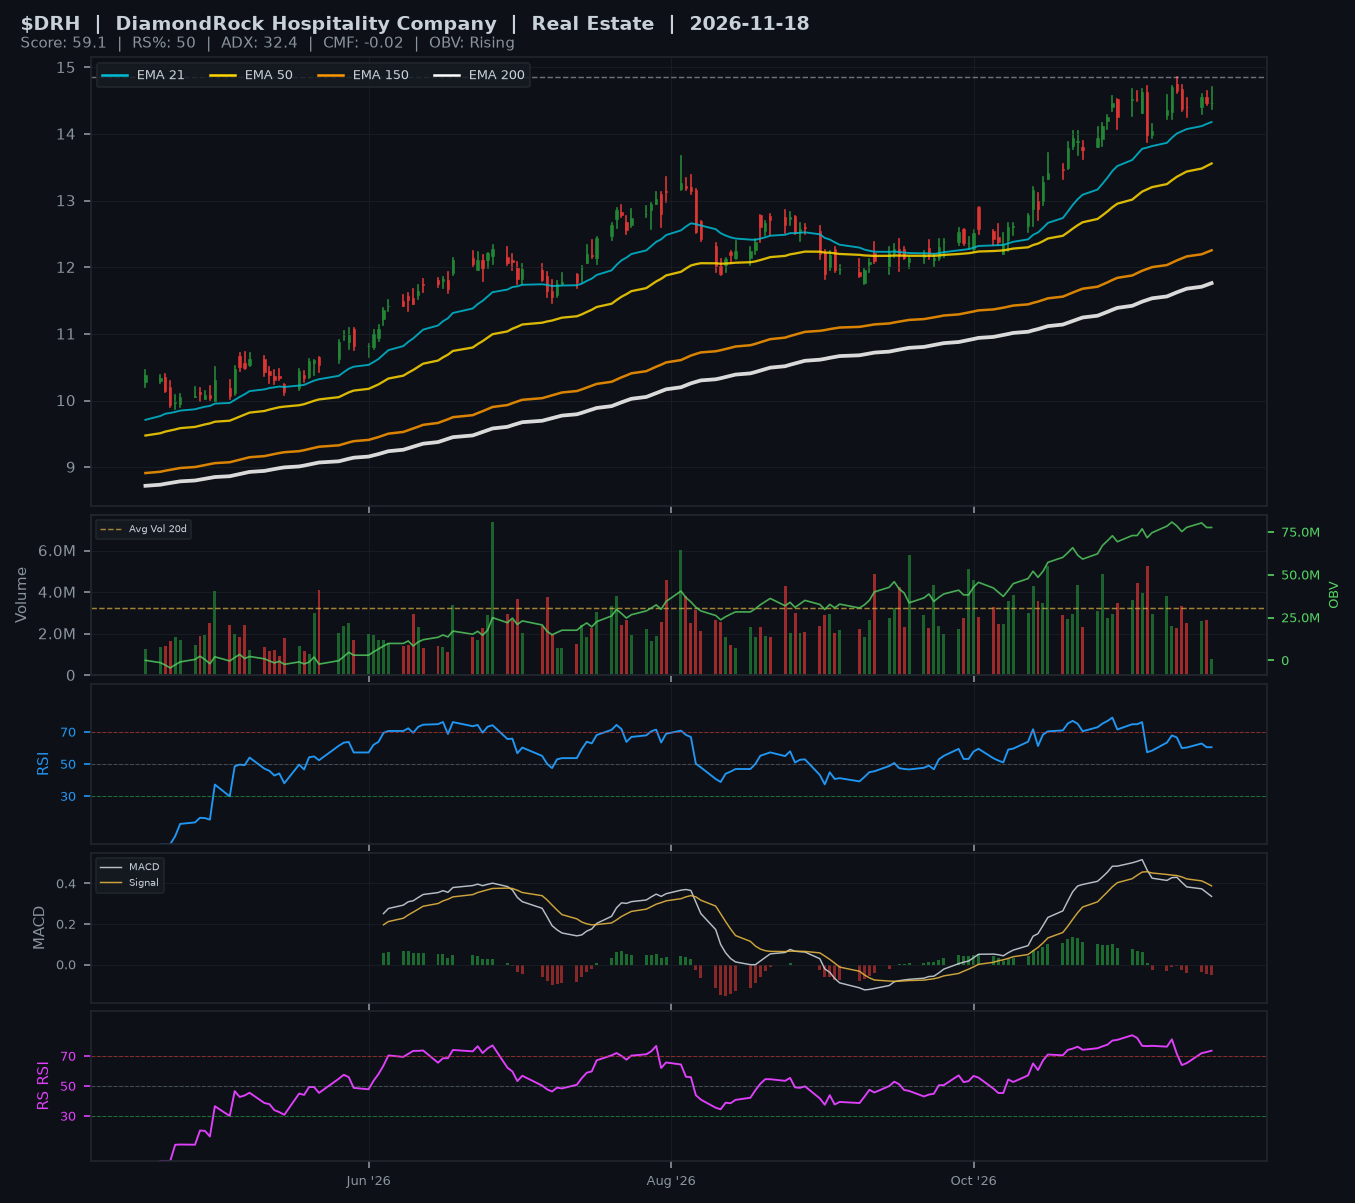 $DRH | DiamondRock Hospitality Company | Real Estate | 2026-11-18
Score: 59.1 | RS%: 50 | ADX: 32.4 | CMF: -0.02 | OBV: Rising
EMA 21 EMA 50 EMA 150 EMA 200
15
14
13
12
11
10
9
Avg Vol 20d
Volume
6.0M
4.0M
2.0M
0
75.0M
50.0M
25.0M
0
OBV
RSI
70
50
30
MACD
Signal
MACD
0.4
0.2
0.0
RS RSI
70
50
30
Jun '26 Aug '26 Oct '26